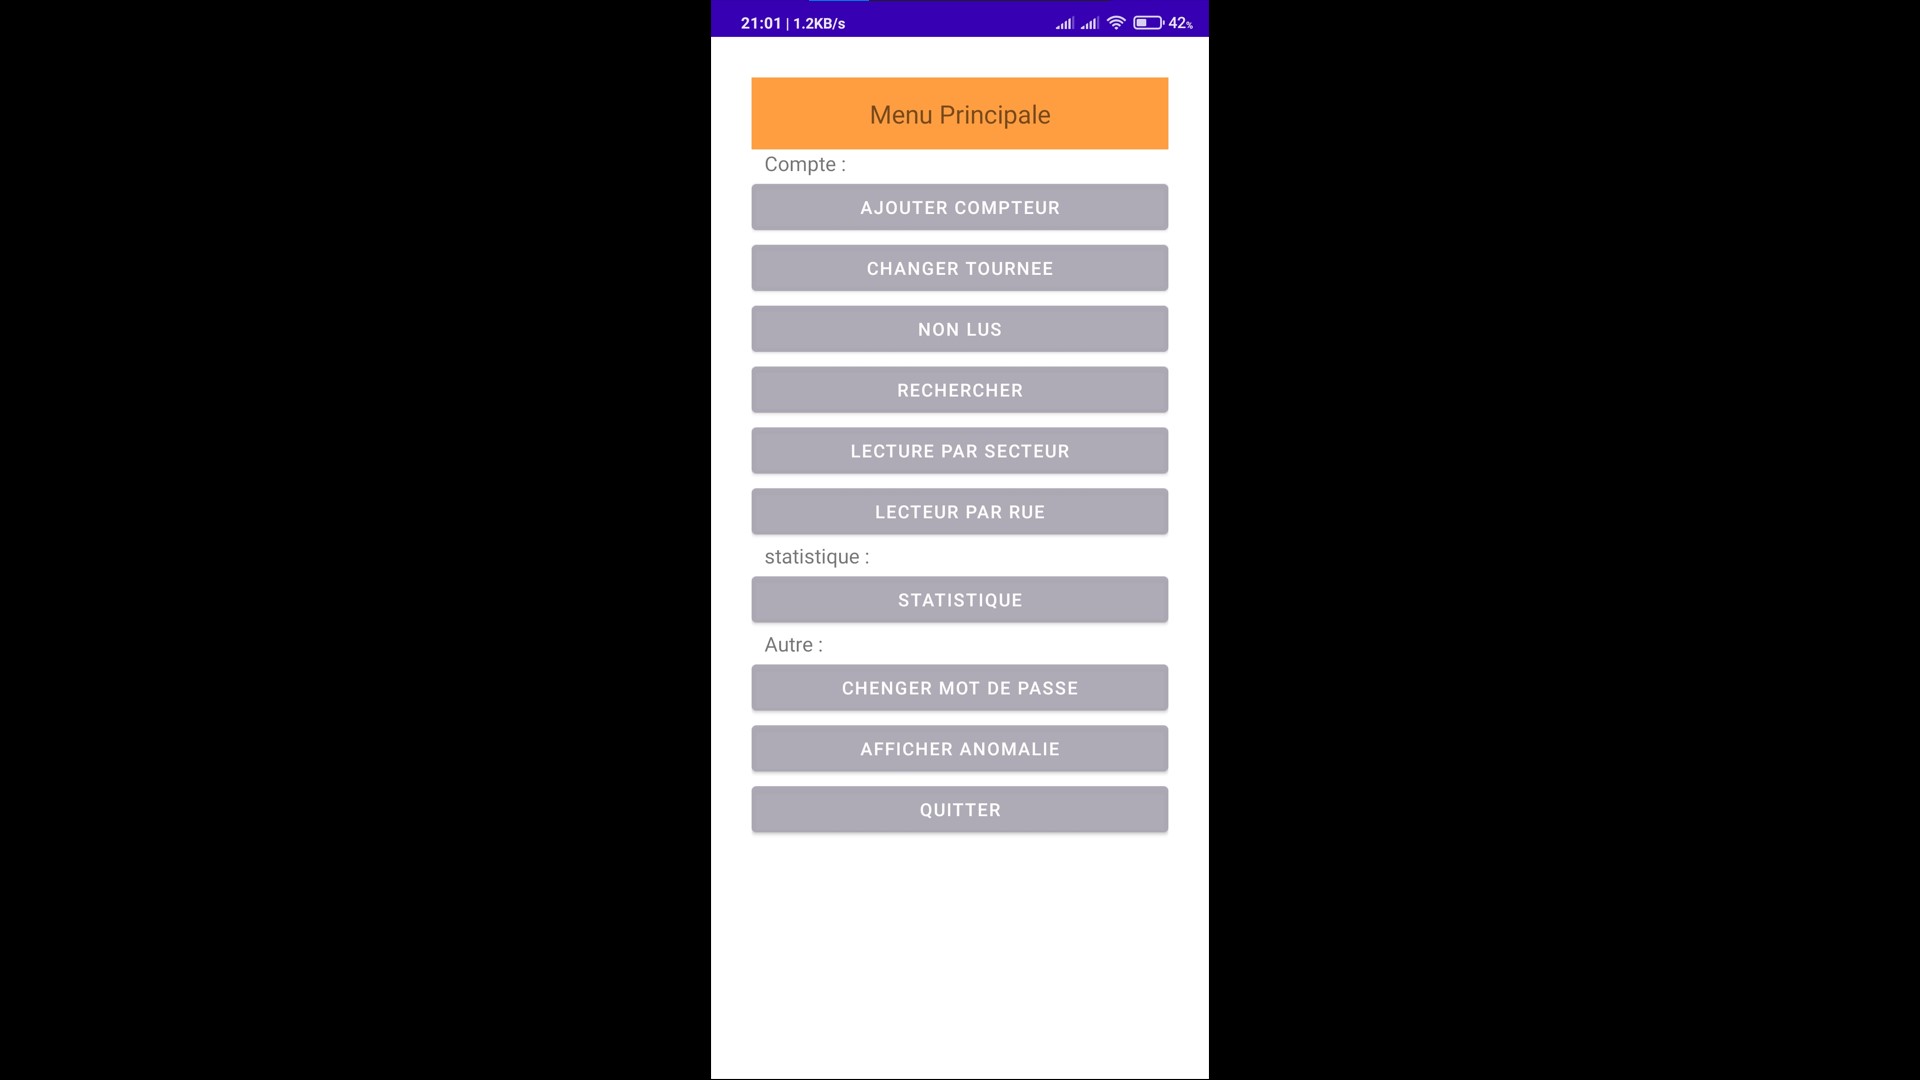 21:01 | 1.2KB/s 42%
Menu Principale
Compte :
AJOUTER COMPTEUR
CHANGER TOURNEE
NON LUS
RECHERCHER
LECTURE PAR SECTEUR
LECTEUR PAR RUE
statistique :
STATISTIQUE
Autre :
CHENGER MOT DE PASSE
AFFICHER ANOMALIE
QUITTER